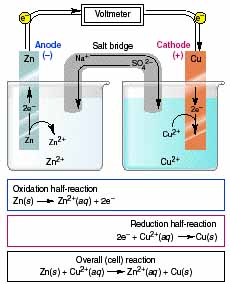 e⁻
Voltmeter
e⁻
Anode
(–)
Salt bridge
Cathode
(+)
Zn
Na⁺
SO₄²⁻
Cu
2e⁻
2e⁻
Zn
Zn²⁺
Cu²⁺
Cu
Zn²⁺
Cu²⁺
Oxidation half-reaction
Zn(s) ⟶ Zn²⁺(aq) + 2e⁻
Reduction half-reaction
2e⁻ + Cu²⁺(aq) ⟶ Cu(s)
Overall (cell) reaction
Zn(s) + Cu²⁺(aq) ⟶ Zn²⁺(aq) + Cu(s)